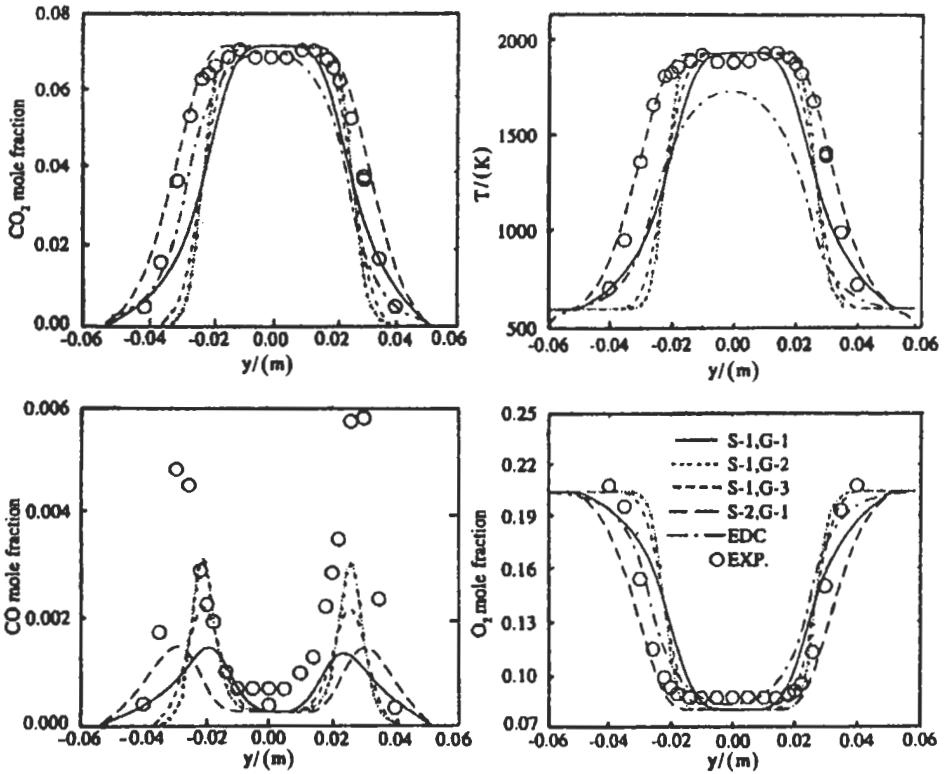 0.08
0.06
0.04
0.02
0.00
CO2 mole fraction
-0.06 -0.04 -0.02 0.00 0.02 0.04 0.06
y/(m)
2000
1500
1000
500
T/(K)
-0.06 -0.04 -0.02 0.00 0.02 0.04 0.06
y/(m)
0.006
0.004
0.002
0.000
CO mole fraction
-0.06 -0.04 -0.02 0.00 0.02 0.04 0.06
y/(m)
0.25
0.22
0.19
0.16
0.13
0.10
0.07
O2 mole fraction
S-1,G-1
S-1,G-2
S-1,G-3
S-2,G-1
EDC
EXP.
-0.06 -0.04 -0.02 0.00 0.02 0.04 0.06
y/(m)